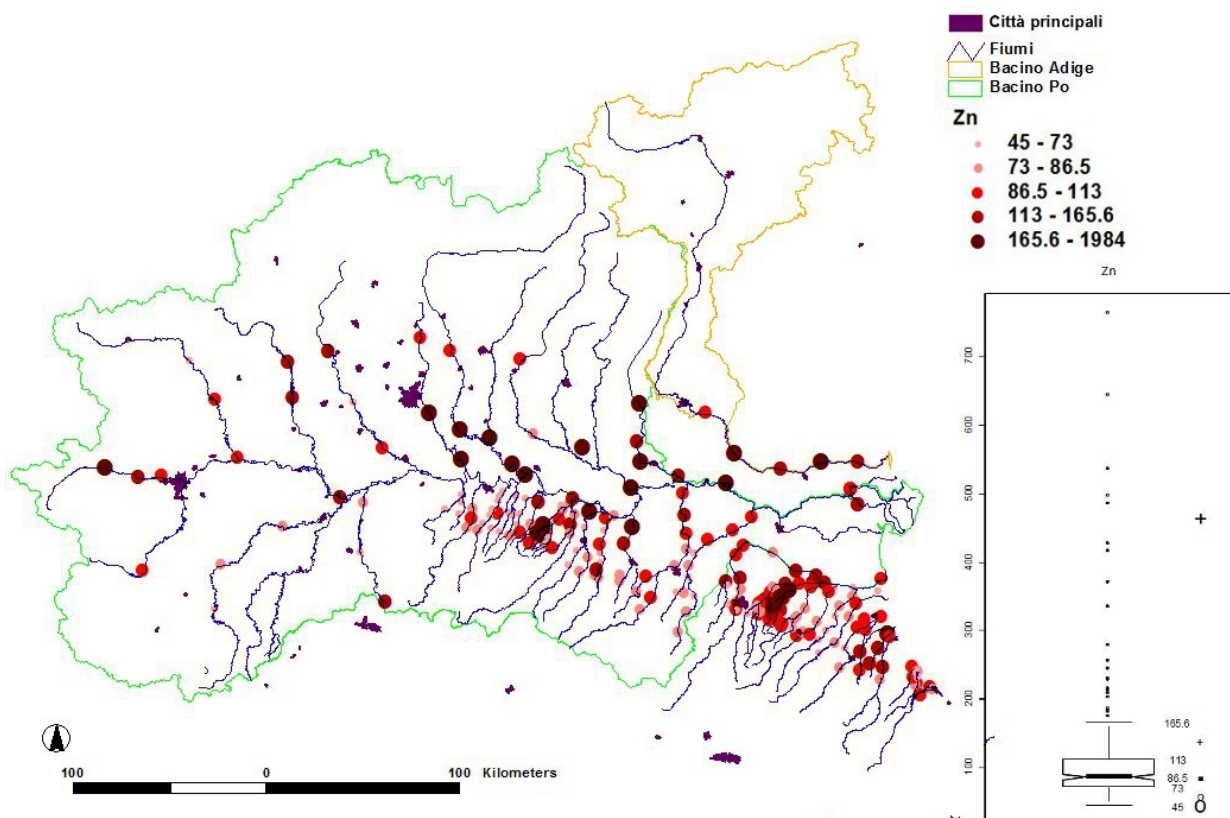 Città principali
Fiumi
Bacino Adige
Bacino Po
Zn
45 - 73
73 - 86.5
86.5 - 113
113 - 165.6
165.6 - 1984
Zn
700
600
500
400
300
200
100
165.6
113
86.5
73
45
100 0 100 Kilometers